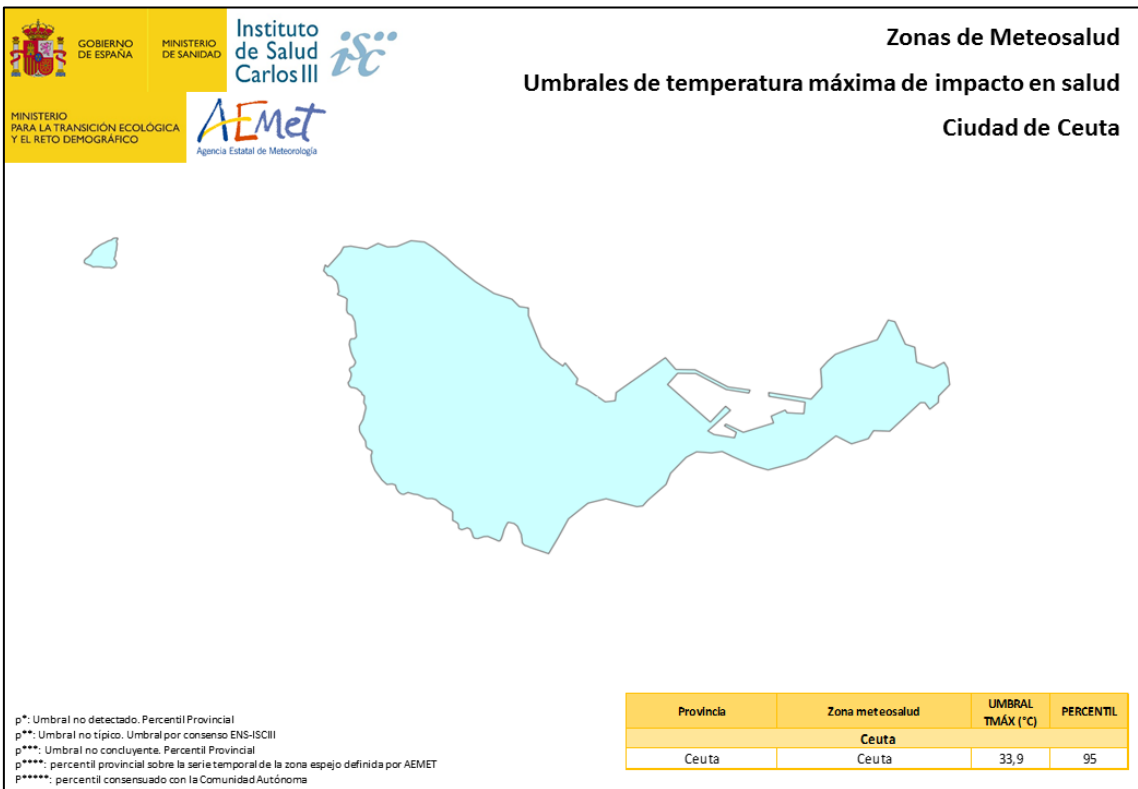 GOBIERNO
DE ESPAÑA
MINISTERIO
DE SANIDAD
Instituto
de Salud
Carlos III
isc
MINISTERIO
PARA LA TRANSICIÓN ECOLÓGICA
Y EL RETO DEMOGRÁFICO
AEMet
Agencia Estatal de Meteorología
Zonas de Meteosalud
Umbrales de temperatura máxima de impacto en salud
Ciudad de Ceuta
p*: Umbral no detectado. Percentil Provincial
p**: Umbral no típico. Umbral por consenso ENS-ISCIII
p***: Umbral no concluyente. Percentil Provincial
p****: percentil provincial sobre la serie temporal de la zona espejo definida por AEMET
P*****: percentil consensuado con la Comunidad Autónoma
Provincia Zona meteosalud UMBRAL TMÁX (°C) PERCENTIL
Ceuta
Ceuta Ceuta 33,9 95